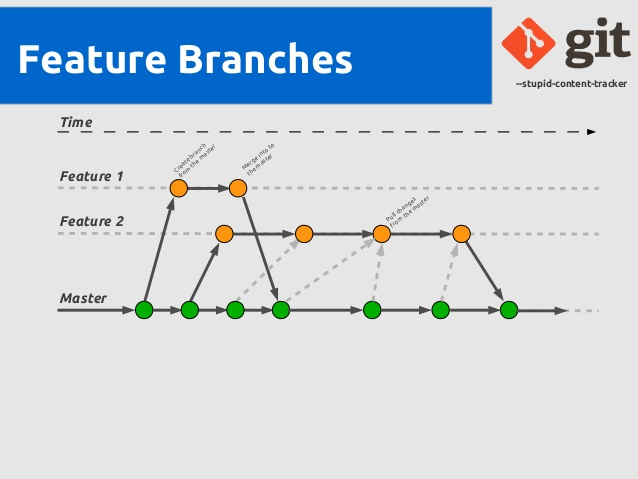 Feature Branches
git
--stupid-content-tracker
Time
Create branch
from the master
Merge into to
the master
Feature 1
Pull changes
from the master
Feature 2
Master